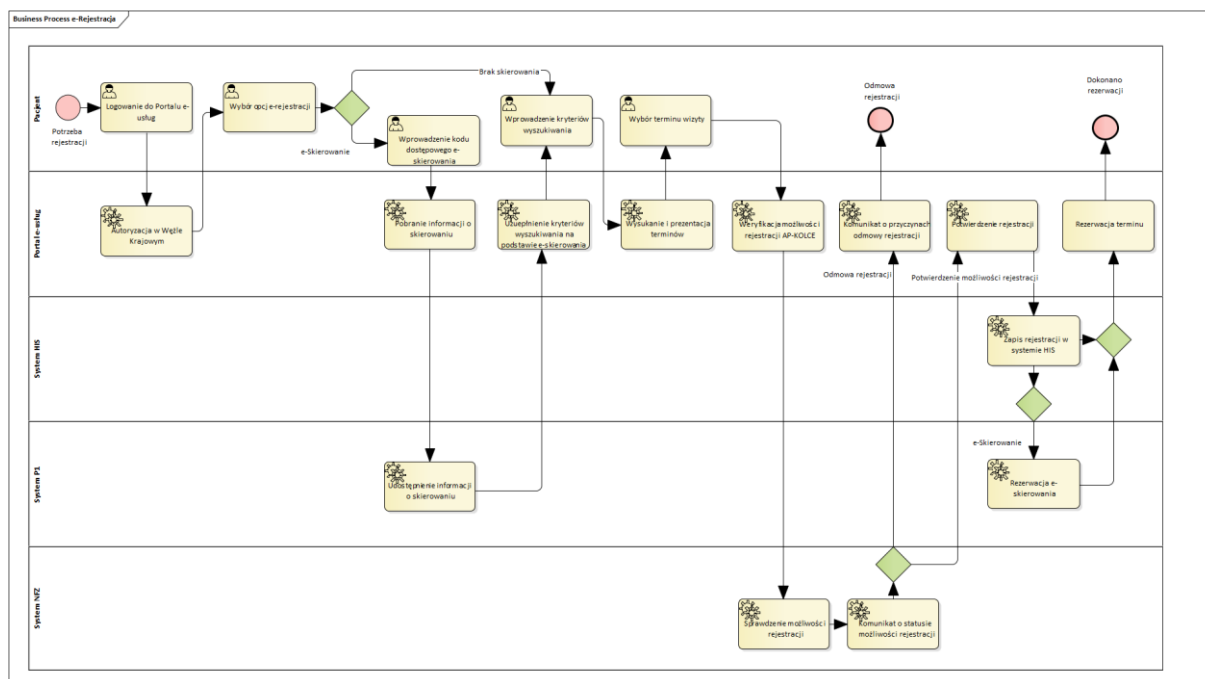 Business Process e-Rejestracja
Pacjent
Potrzeba
rejestracji
Logowanie do Portalu e-
usług
Wybór opcji e-rejestracji
Brak skierowania
e-Skierowanie
Wprowadzenie kodu
dostępowego e-
skierowania
Wprowadzenie kryteriów
wyszukiwania
Wybór terminu wizyty
Odmowa
rejestracji
Dokonano
rezerwacji
Portal e-usług
Autoryzacja w Węźle
Krajowym
Pobranie informacji o
skierowaniu
Uzuepłnienie kryteriów
wyszukiwania na
podstawie e-skierowania
Wysukanie i prezentacja
terminów
Weryfikacja możliwości
rejestracji AP-KOLCE
Komunikat o przyczynach
odmowy rejestracji
Potwierdzenie rejestracji
Rezerwacja terminu
Odmowa rejestracji
Potwierdzenie możliwości rejestracji
System HIS
Zapis rejestracji w
systemie HIS
System P1
e-Skierowanie
Udostępnienie informacji
o skierowaniu
Rezerwacja e-
skierowania
System NFZ
Sprawdzenie możliwości
rejestracji
Komunikat o statusie
możliwości rejestracji